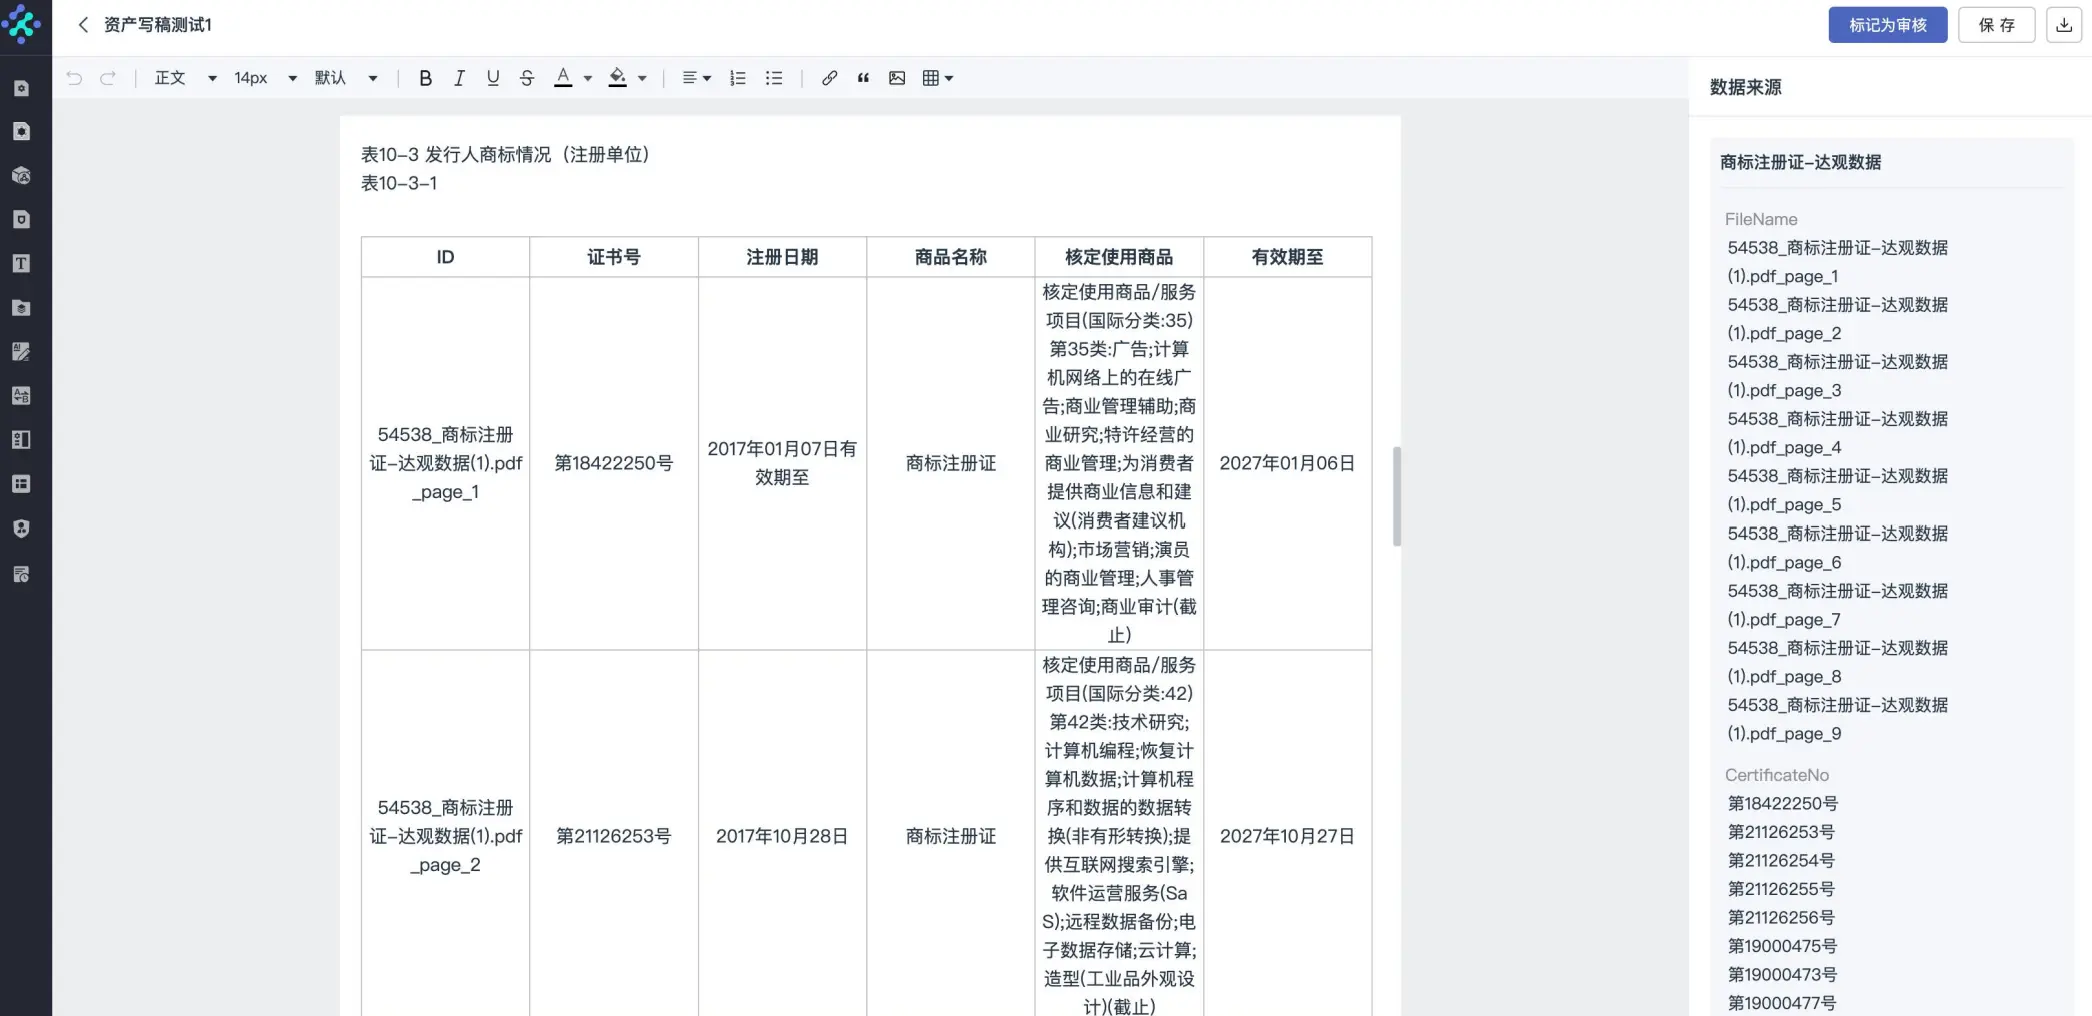 资产写稿测试1
标记为审核
保 存
正文
14px
默认
数据来源
表10-3 发行人商标情况（注册单位）
表10-3-1
ID
证书号
注册日期
商品名称
核定使用商品
有效期至
54538_商标注册
证-达观数据(1).pdf
_page_1
第18422250号
2017年01月07日有
效期至
商标注册证
核定使用商品/服务
项目(国际分类:35)
第35类:广告;计算
机网络上的在线广
告;商业管理辅助;商
业研究;特许经营的
商业管理;为消费者
提供商业信息和建
议(消费者建议机
构);市场营销;演员
的商业管理;人事管
理咨询;商业审计(截
止)
2027年01月06日
54538_商标注册
证-达观数据(1).pdf
_page_2
第21126253号
2017年10月28日
商标注册证
核定使用商品/服务
项目(国际分类:42)
第42类:技术研究;
计算机编程;恢复计
算机数据;计算机程
序和数据的数据转
换(非有形转换);提
供互联网搜索引擎;
软件运营服务(Sa
S);远程数据备份;电
子数据存储;云计算;
造型(工业品外观设
计)(截止)
2027年10月27日
商标注册证-达观数据
FileName
54538_商标注册证-达观数据
(1).pdf_page_1
54538_商标注册证-达观数据
(1).pdf_page_2
54538_商标注册证-达观数据
(1).pdf_page_3
54538_商标注册证-达观数据
(1).pdf_page_4
54538_商标注册证-达观数据
(1).pdf_page_5
54538_商标注册证-达观数据
(1).pdf_page_6
54538_商标注册证-达观数据
(1).pdf_page_7
54538_商标注册证-达观数据
(1).pdf_page_8
54538_商标注册证-达观数据
(1).pdf_page_9
CertificateNo
第18422250号
第21126253号
第21126254号
第21126255号
第21126256号
第19000475号
第19000473号
第19000477号